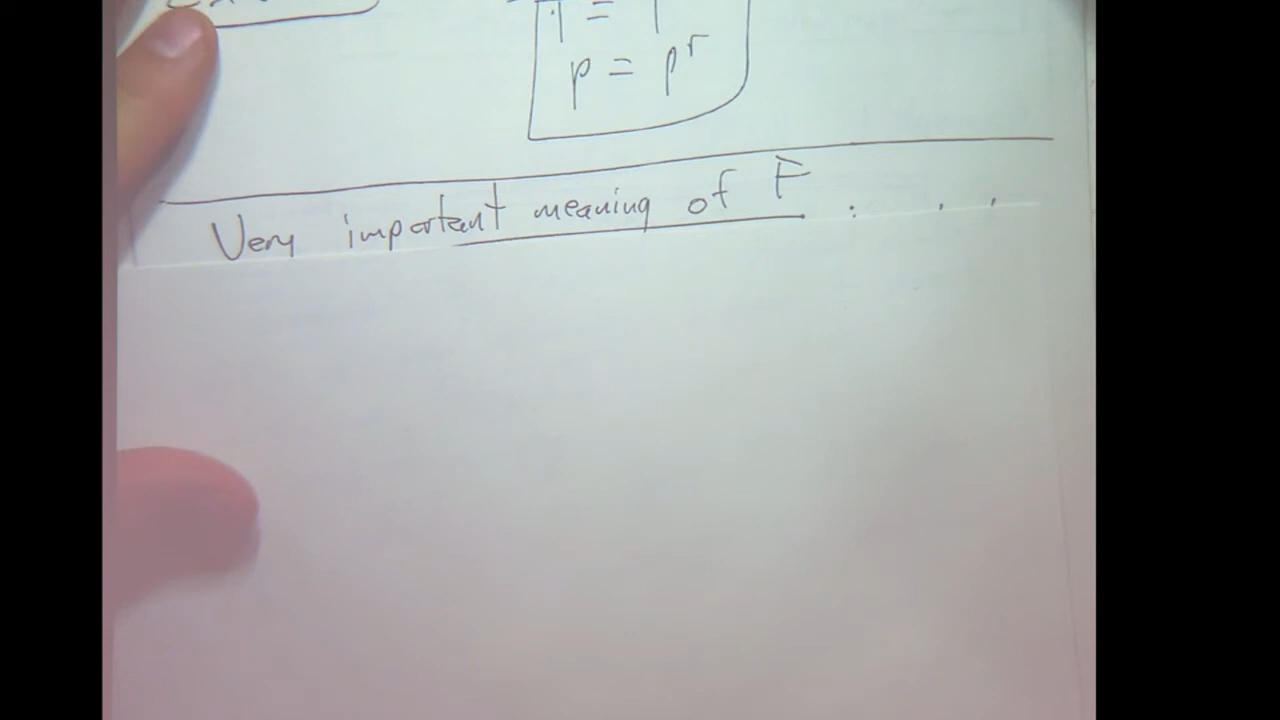 p = pʳ
Very important meaning of F : . .